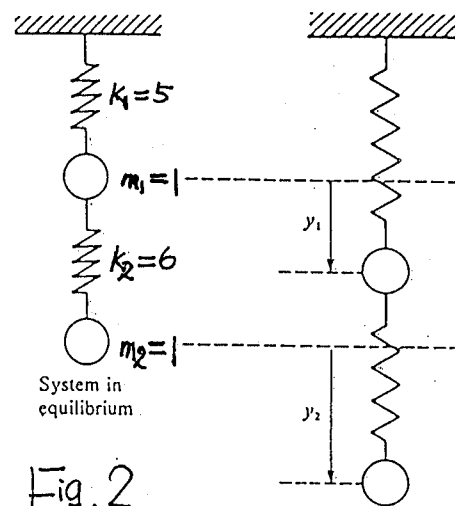 k₁=5
m₁=1
y₁
k₂=6
m₂=1
System in
equilibrium
y₂
Fig. 2